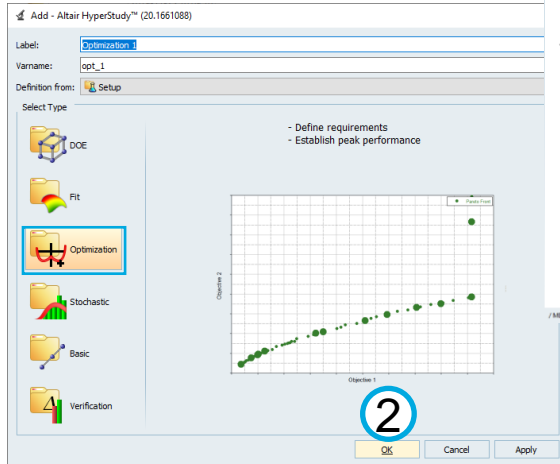 Add - Altair HyperStudy™ (20.1661088)
Label: Optimization 1
Varname: opt_1
Definition from: Setup
Select Type
DOE
Fit
Optimization
Stochastic
Basic
Verification
- Define requirements
- Establish peak performance
Pareto Front
Objective 2
Objective 1
2
OK Cancel Apply